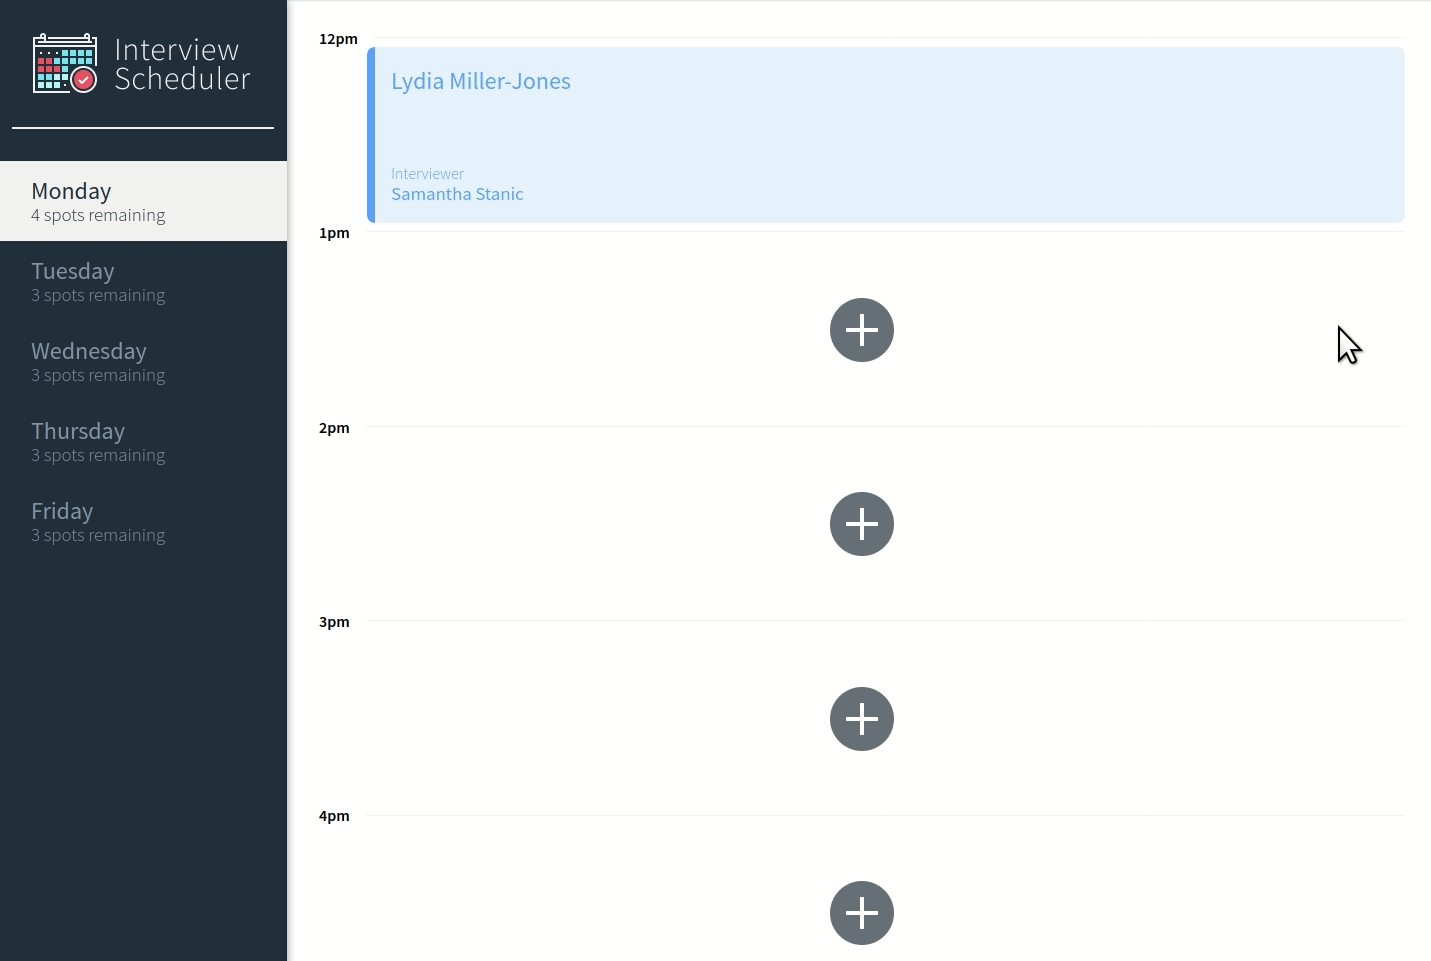 Interview
Scheduler
Monday
4 spots remaining
Tuesday
3 spots remaining
Wednesday
3 spots remaining
Thursday
3 spots remaining
Friday
3 spots remaining
12pm
Lydia Miller-Jones
Interviewer
Samantha Stanic
1pm
2pm
3pm
4pm